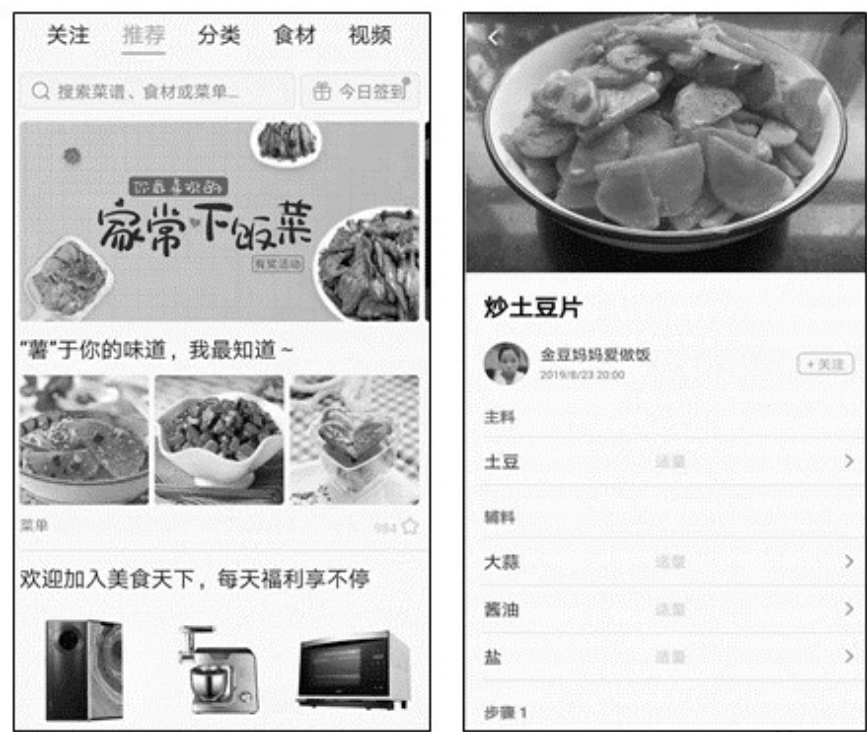 关注 推荐 分类 食材 视频
搜索菜谱、食材或菜单... 今日签到
你最喜欢的
家常下饭菜
有奖活动
“薯”于你的味道，我最知道~
菜单 984
欢迎加入美食天下，每天福利享不停
炒土豆片
金豆妈妈爱做饭
2019/8/23 20:00
+关注
主料
土豆 适量
辅料
大蒜 适量
酱油 适量
盐 适量
步骤 1